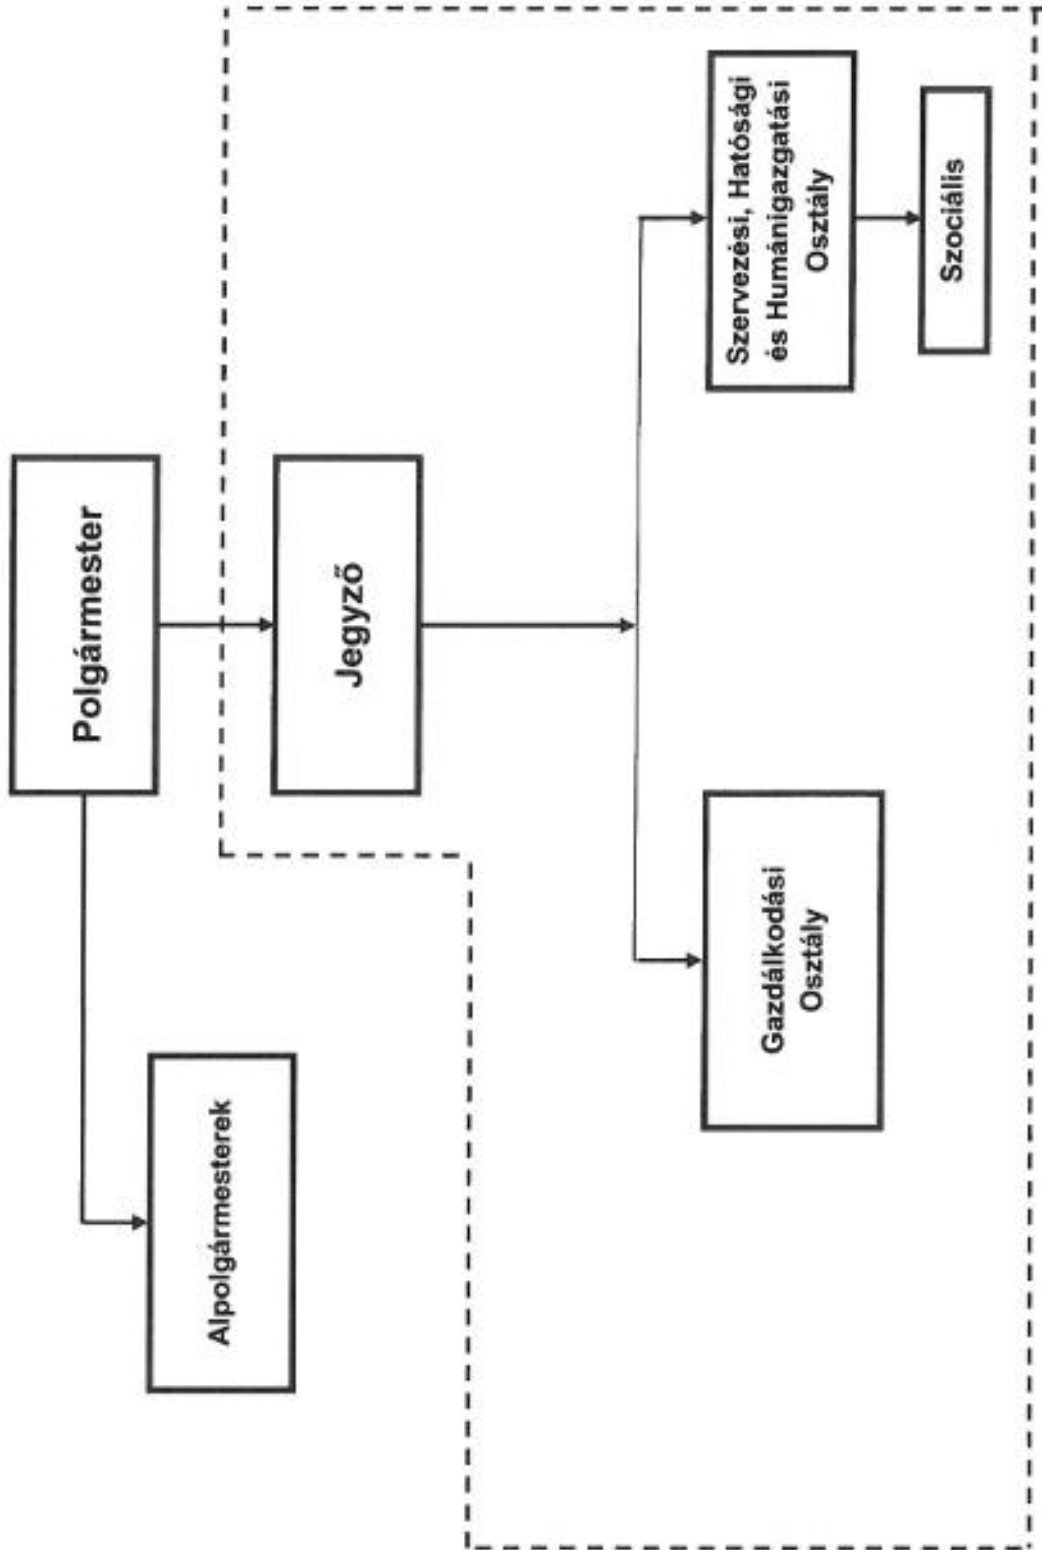 Polgármester
Alpolgármesterek
Jegyző
Gazdálkodási
Osztály
Szervezési, Hatósági
és Humánigazgatási
Osztály
Szociális